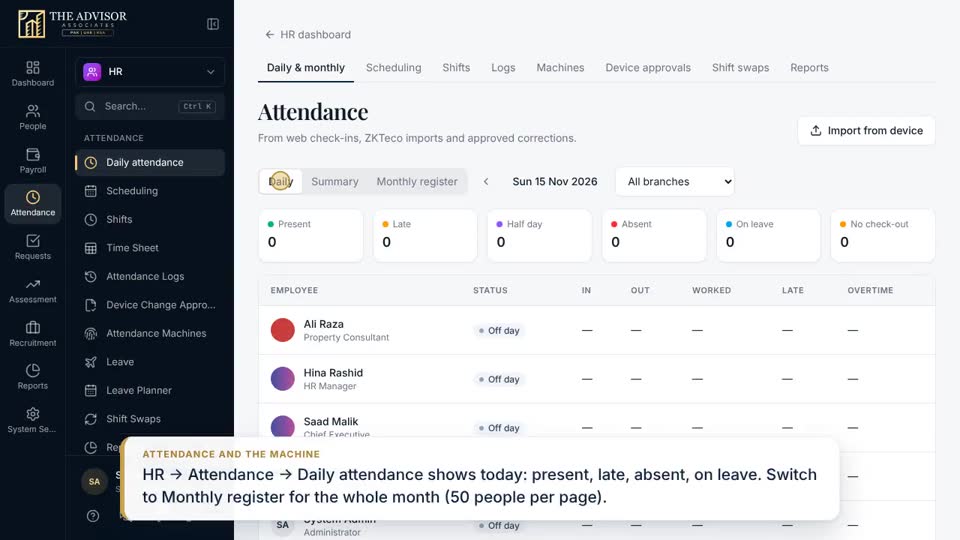 THE ADVISOR
ASSOCIATES
PAK | UAE | KSA
Dashboard
People
Payroll
Attendance
Requests
Assessment
Recruitment
Reports
System Se...
HR
Search...
Ctrl K
ATTENDANCE
Daily attendance
Scheduling
Shifts
Time Sheet
Attendance Logs
Device Change Appro...
Attendance Machines
Leave
Leave Planner
Shift Swaps
SA
← HR dashboard
Daily & monthly
Scheduling
Shifts
Logs
Machines
Device approvals
Shift swaps
Reports
Attendance
From web check-ins, ZKTeco imports and approved corrections.
Import from device
Daily
Summary
Monthly register
Sun 15 Nov 2026
All branches
Present
0
Late
0
Half day
0
Absent
0
On leave
0
No check-out
0
EMPLOYEE STATUS IN OUT WORKED LATE OVERTIME
Ali Raza
Property Consultant
Off day — — — — —
Hina Rashid
HR Manager
Off day — — — — —
Saad Malik
Chief Executive
Off day — — — — —
ATTENDANCE AND THE MACHINE
HR → Attendance → Daily attendance shows today: present, late, absent, on leave. Switch
to Monthly register for the whole month (50 people per page).
SA
System Admin
Administrator
Off day — — — — —